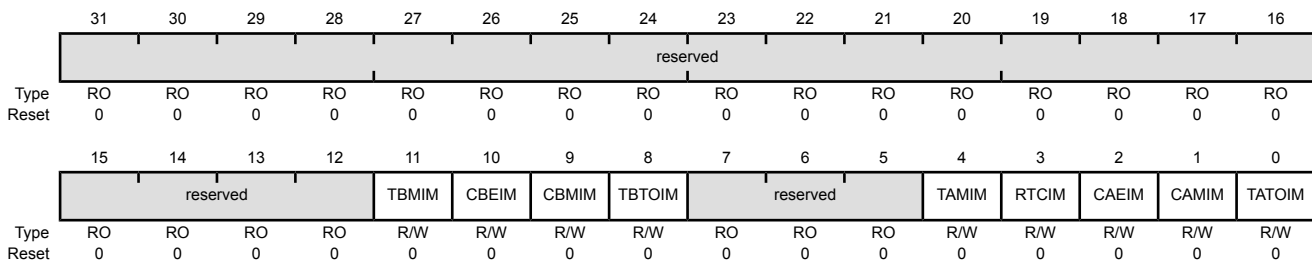 31 30 29 28 27 26 25 24 23 22 21 20 19 18 17 16
reserved
Type RO RO RO RO RO RO RO RO RO RO RO RO RO RO RO RO
Reset 0 0 0 0 0 0 0 0 0 0 0 0 0 0 0 0
15 14 13 12 11 10 9 8 7 6 5 4 3 2 1 0
reserved TBMIM CBEIM CBMIM TBTOIM reserved TAMIM RTCIM CAEIM CAMIM TATOIM
Type RO RO RO RO R/W R/W R/W R/W RO RO RO R/W R/W R/W R/W R/W
Reset 0 0 0 0 0 0 0 0 0 0 0 0 0 0 0 0